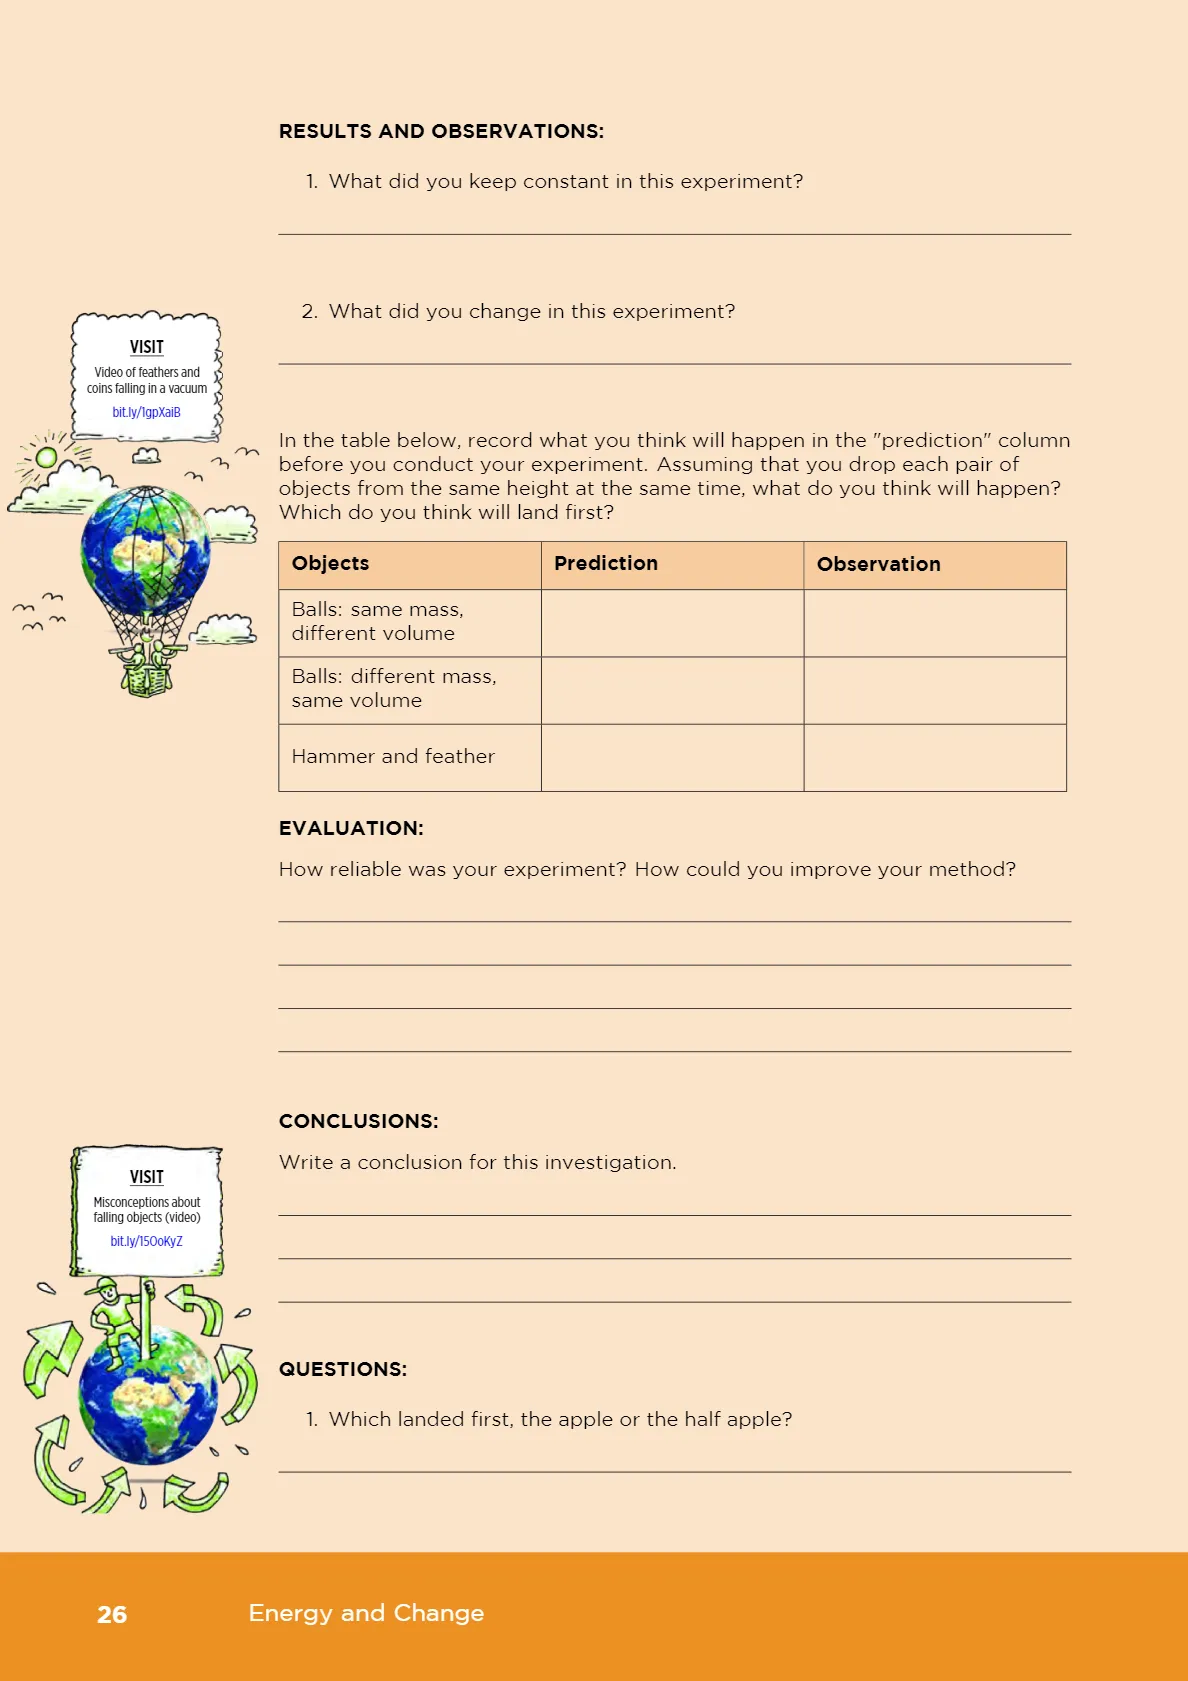 RESULTS AND OBSERVATIONS:
1. What did you keep constant in this experiment?
2. What did you change in this experiment?
VISIT
Video of feathers and
coins falling in a vacuum
bit.ly/1gpXaiB
In the table below, record what you think will happen in the "prediction" column
before you conduct your experiment. Assuming that you drop each pair of
objects from the same height at the same time, what do you think will happen?
Which do you think will land first?
Objects Prediction Observation
Balls: same mass,
different volume
Balls: different mass,
same volume
Hammer and feather
EVALUATION:
How reliable was your experiment? How could you improve your method?
CONCLUSIONS:
Write a conclusion for this investigation.
VISIT
Misconceptions about
falling objects (video)
bit.ly/15OoKyZ
QUESTIONS:
1. Which landed first, the apple or the half apple?
26 Energy and Change